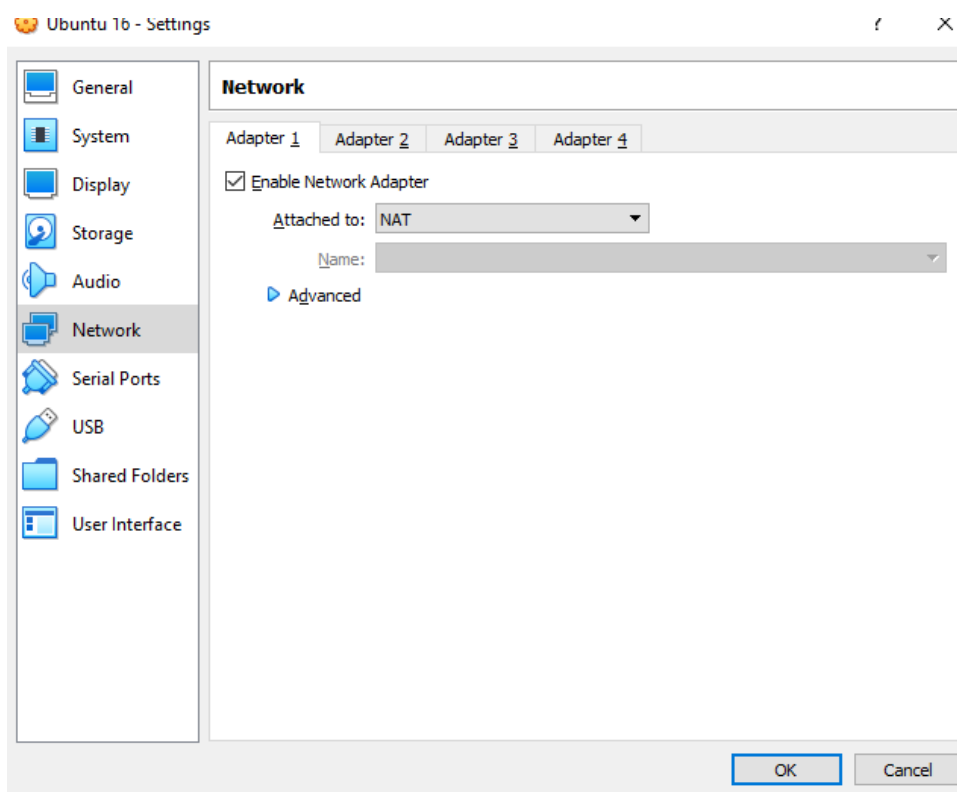 Ubuntu 16 - Settings
General
System
Display
Storage
Audio
Network
Serial Ports
USB
Shared Folders
User Interface
Network
Adapter 1 Adapter 2 Adapter 3 Adapter 4
Enable Network Adapter
Attached to: NAT
Name:
Advanced
OK Cancel